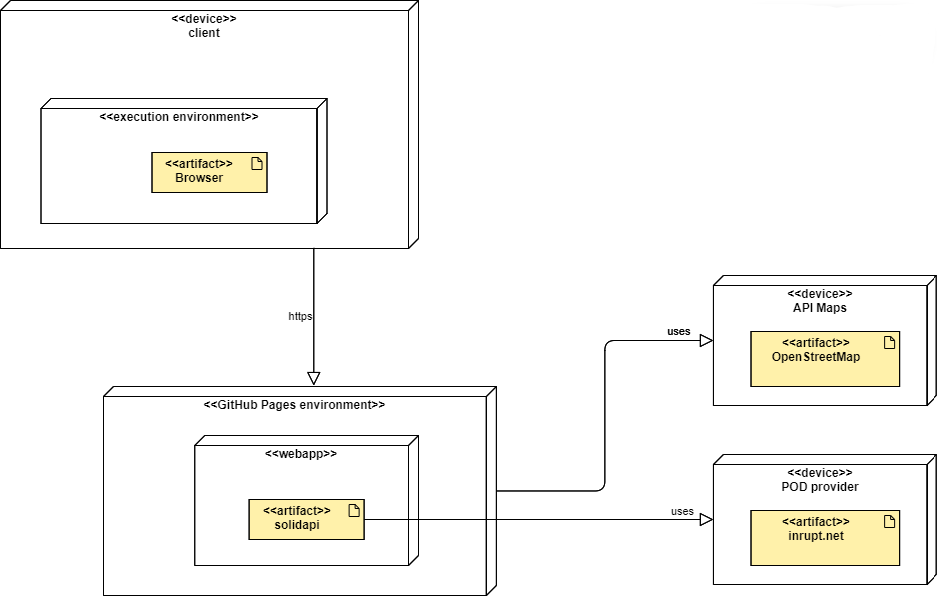 <<device>>
client
<<execution environment>>
<<artifact>>
Browser
https
<<GitHub Pages environment>>
<<webapp>>
<<artifact>>
solidapi
uses
<<device>>
API Maps
<<artifact>>
OpenStreetMap
uses
<<device>>
POD provider
<<artifact>>
inrupt.net